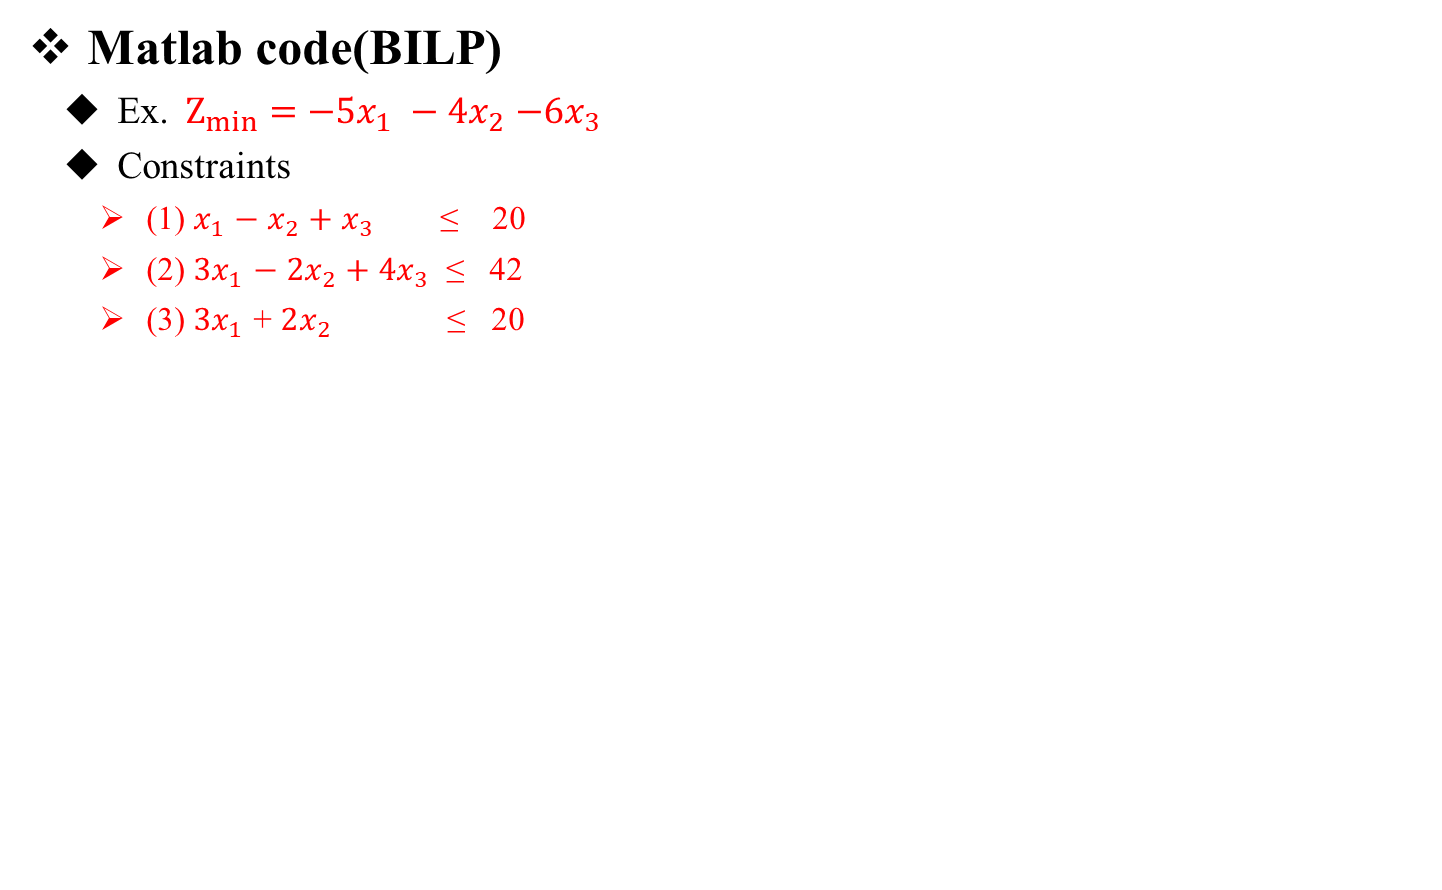 ❖ Matlab code(BILP)
◆ Ex. Zₘᵢₙ = −5x₁ − 4x₂ −6x₃
◆ Constraints
➢ (1) x₁ − x₂ + x₃ ≤ 20
➢ (2) 3x₁ − 2x₂ + 4x₃ ≤ 42
➢ (3) 3x₁ + 2x₂ ≤ 20